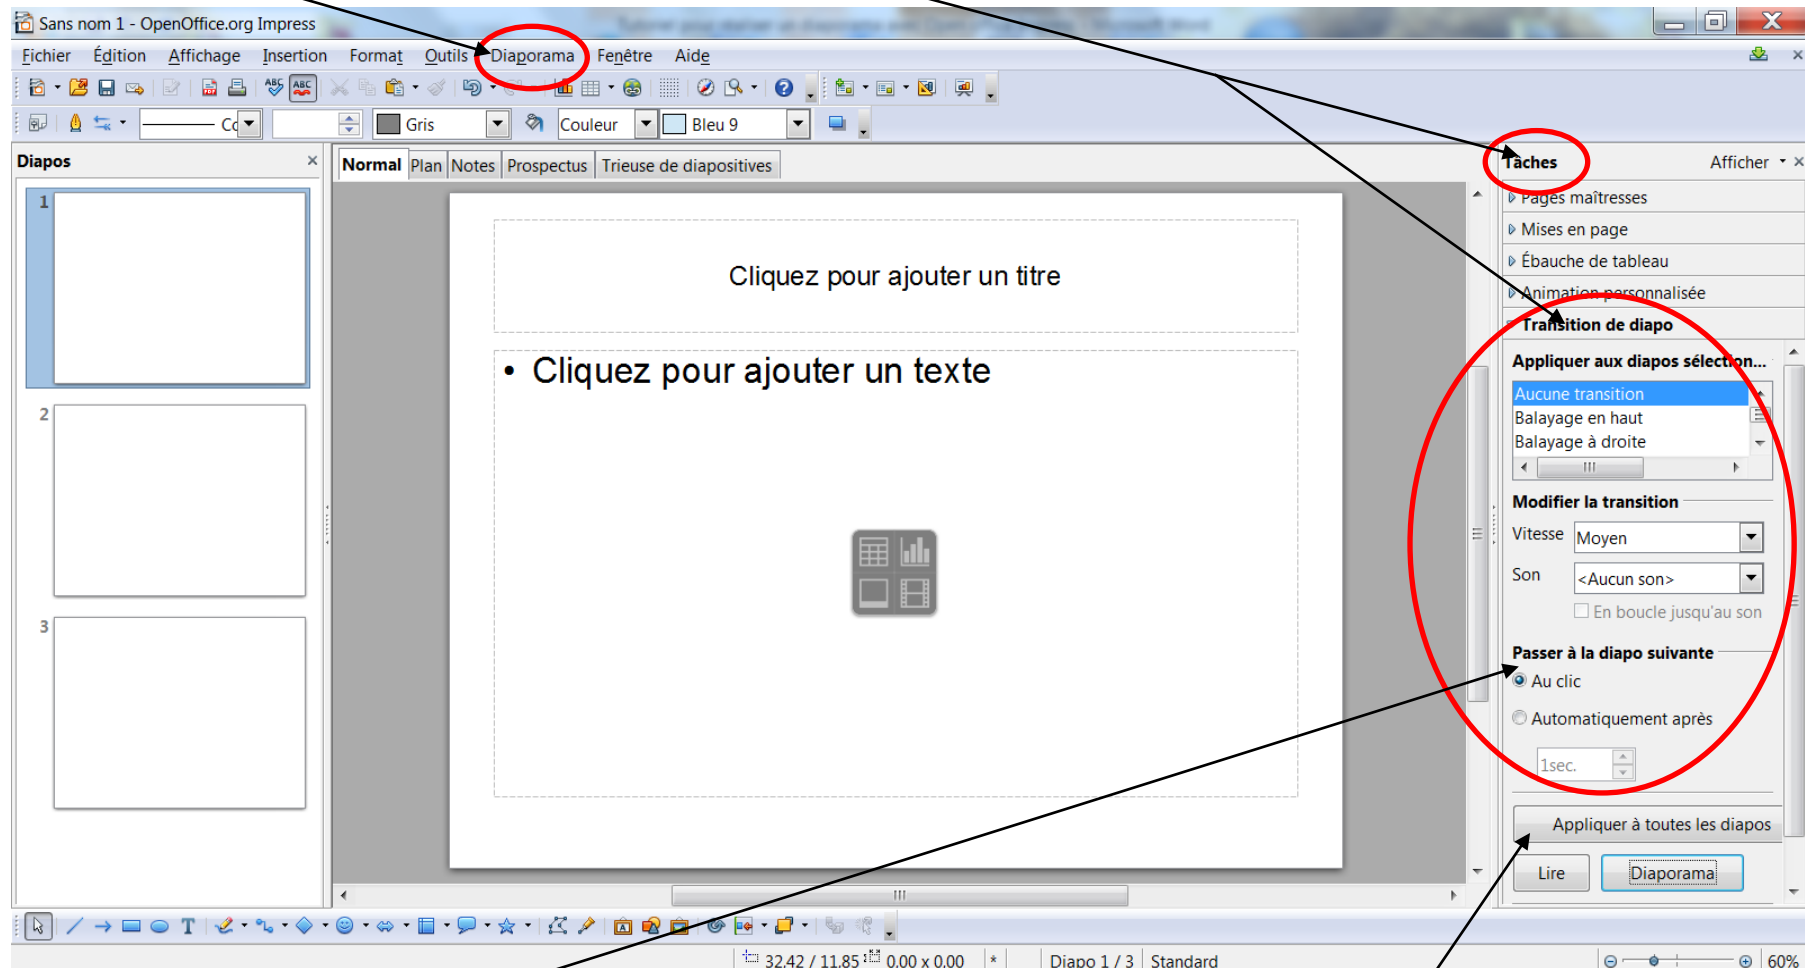 Sans nom 1 - OpenOffice.org Impress
Fichier Édition Affichage Insertion Format Outils Diaporama Fenêtre Aide
Gris Couleur Bleu 9
Diapos
Normal Plan Notes Prospectus Trieuse de diapositives
Tâches Afficher
1
2
3
Cliquez pour ajouter un titre
• Cliquez pour ajouter un texte
Pages maîtresses
Mises en page
Ébauche de tableau
Animation personnalisée
Transition de diapo
Appliquer aux diapos sélection...
Aucune transition
Balayage en haut
Balayage à droite
Modifier la transition
Vitesse Moyen
Son <Aucun son>
En boucle jusqu'au son
Passer à la diapo suivante
Au clic
Automatiquement après
1sec.
Appliquer à toutes les diapos
Lire Diaporama
32,42 / 11,85 0,00 x 0,00 * Diapo 1 / 3 Standard 60%